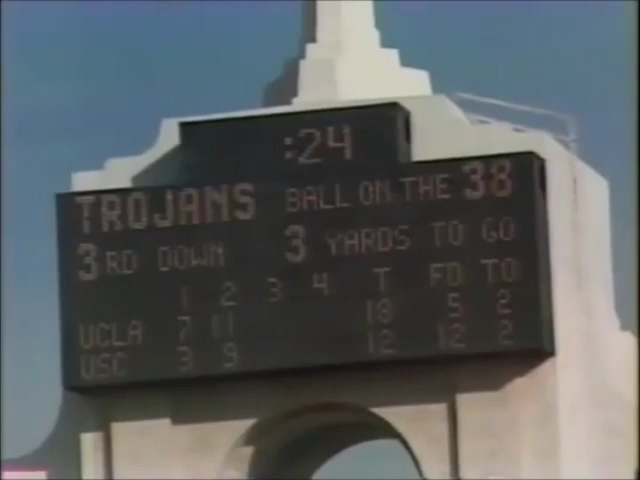 :24
TROJANS BALL ON THE 38
3RD DOWN 3 YARDS TO GO
1 2 3 4 T FD TO
UCLA 7 11 18 5 2
USC 3 9 12 12 2